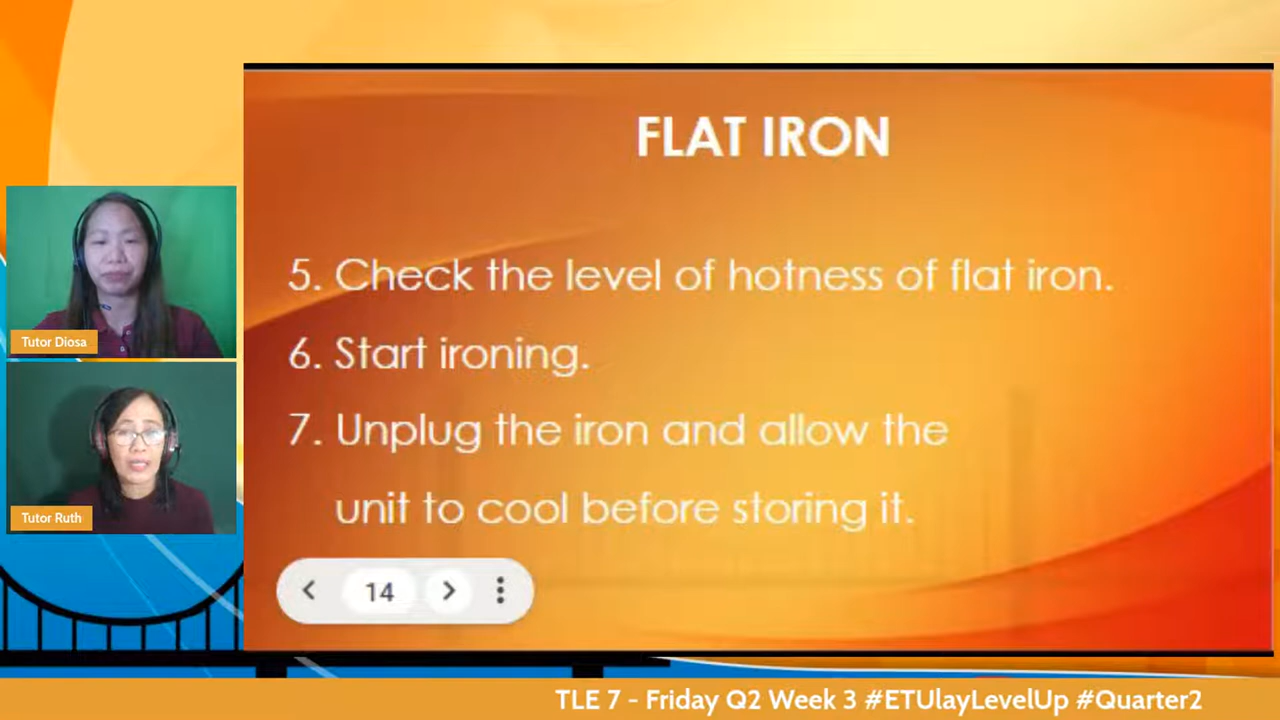 FLAT IRON
5. Check the level of hotness of flat iron.
6. Start ironing.
7. Unplug the iron and allow the
unit to cool before storing it.
14
Tutor Diosa
Tutor Ruth
TLE 7 - Friday Q2 Week 3 #ETUlayLevelUp #Quarter2